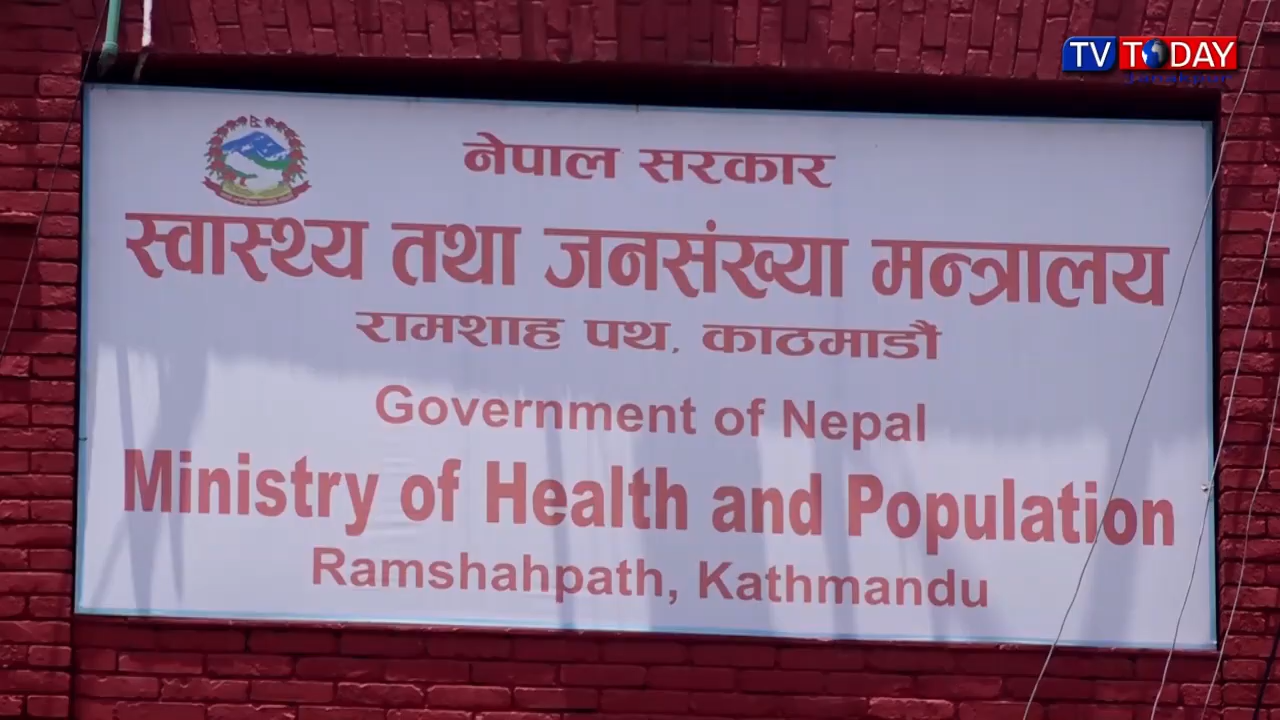 TV TODAY
नेपाल सरकार
स्वास्थ्य तथा जनसंख्या मन्त्रालय
रामशाह पथ, काठमाडौं
Government of Nepal
Ministry of Health and Population
Ramshahpath, Kathmandu